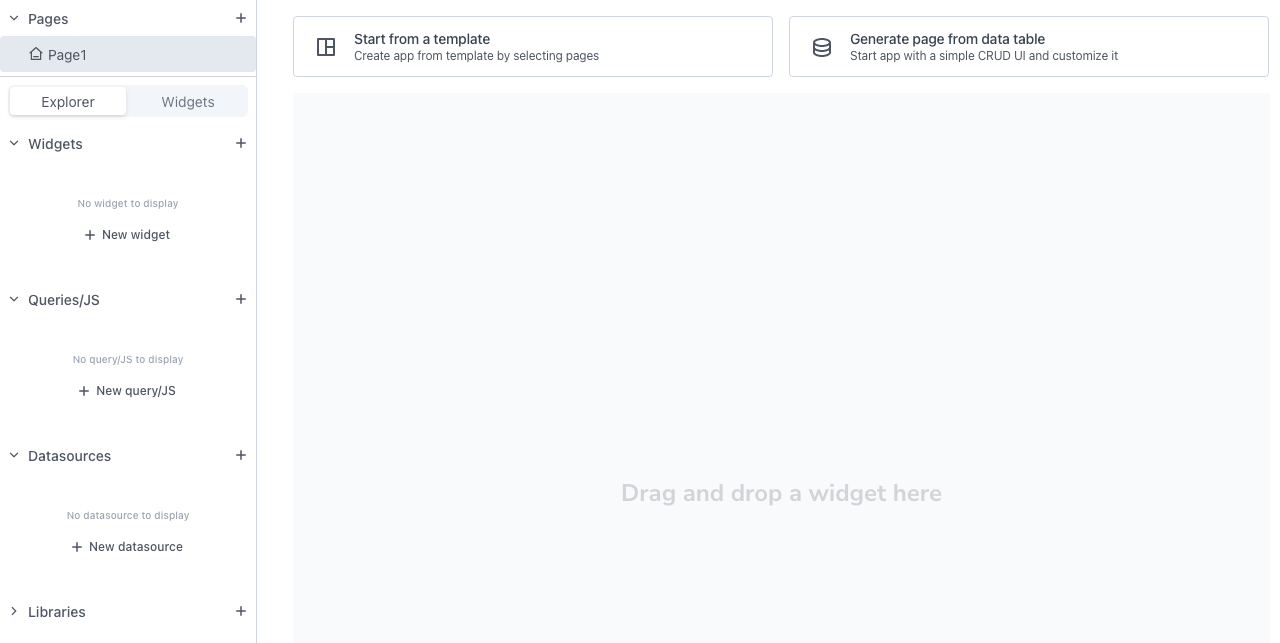 Pages
Page1
Explorer
Widgets
Widgets
No widget to display
New widget
Queries/JS
No query/JS to display
New query/JS
Datasources
No datasource to display
New datasource
Libraries
Start from a template
Create app from template by selecting pages
Generate page from data table
Start app with a simple CRUD UI and customize it
Drag and drop a widget here